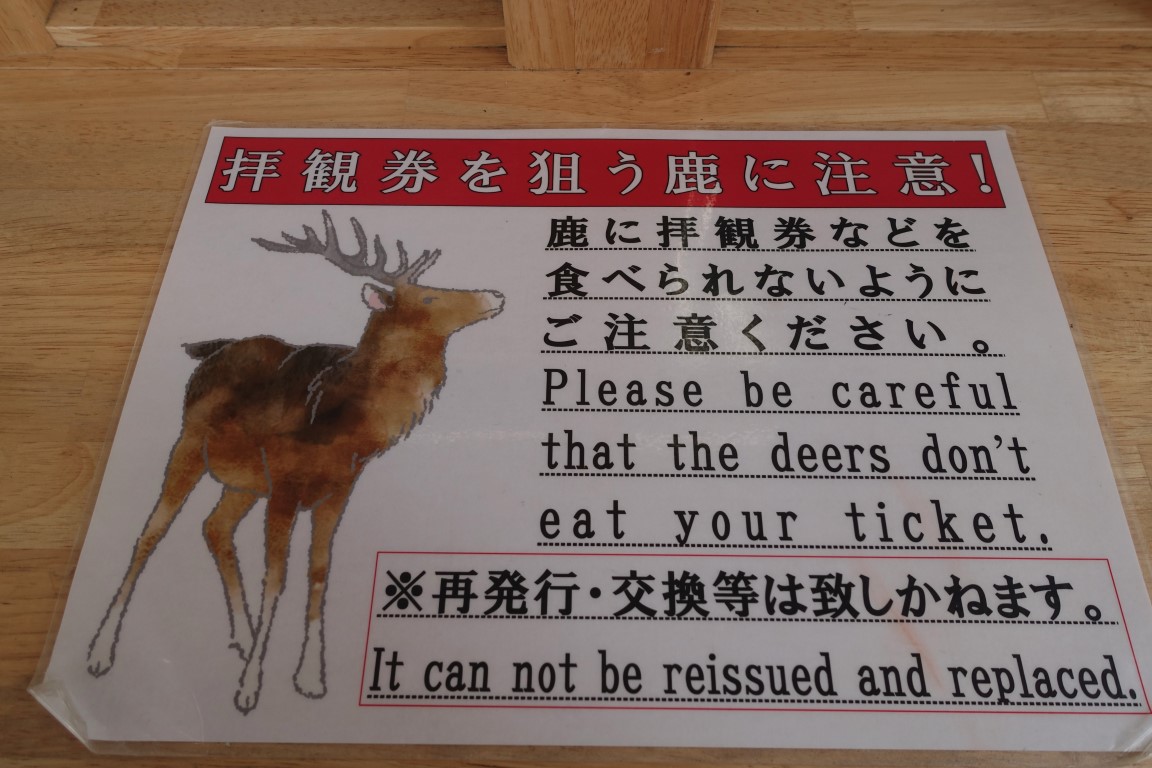 拝観券を狙う鹿に注意!
鹿に拝観券などを
食べられないように
ご注意ください。
Please be careful
that the deers don't
eat your ticket.
※再発行・交換等は致しかねます。
It can not be reissued and replaced.